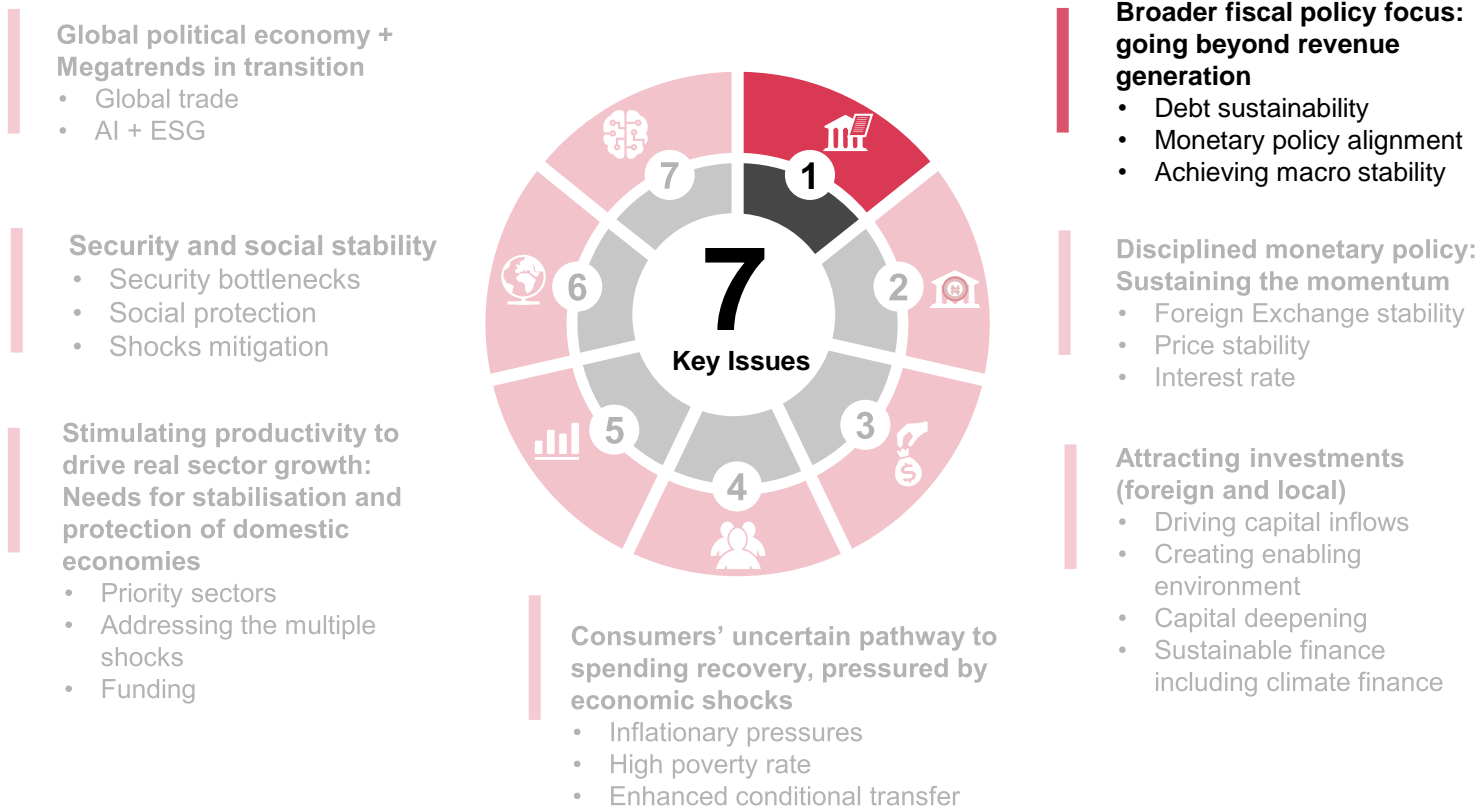 Broader fiscal policy focus:
going beyond revenue
generation
• Debt sustainability
• Monetary policy alignment
• Achieving macro stability
Disciplined monetary policy:
Sustaining the momentum
• Foreign Exchange stability
• Price stability
• Interest rate
Attracting investments
(foreign and local)
• Driving capital inflows
• Creating enabling
environment
• Capital deepening
• Sustainable finance
including climate finance
Consumers’ uncertain pathway to
spending recovery, pressured by
economic shocks
• Inflationary pressures
• High poverty rate
• Enhanced conditional transfer
Stimulating productivity to
drive real sector growth:
Needs for stabilisation and
protection of domestic
economies
• Priority sectors
• Addressing the multiple
shocks
• Funding
Security and social stability
• Security bottlenecks
• Social protection
• Shocks mitigation
Global political economy +
Megatrends in transition
• Global trade
• AI + ESG
7
Key Issues
1
2
₦
3
$
4
5
6
7